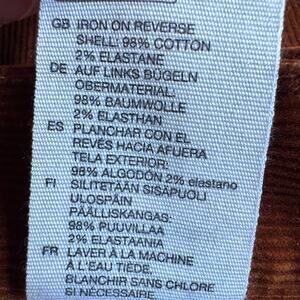 GB IRON ON REVERSE
SHELL: 98% COTTON
2% ELASTANE
DE AUF LINKS BÜGELN
OBERMATERIAL:
98% BAUMWOLLE
2% ELASTHAN
ES PLANCHAR CON EL
REVÉS HACIA AFUERA
TELA EXTERIOR:
98% ALGODÓN 2% elastano
FI SILITETÄÄN SISÄPUOLI
ULOSPÄIN
PÄÄLLISKANGAS:
98% PUUVILLAA
2% ELASTAANIA
FR LAVER À LA MACHINE
À L'EAU TIÈDE.
BLANCHIR SANS CHLORE
SI NÉCESSAIRE.